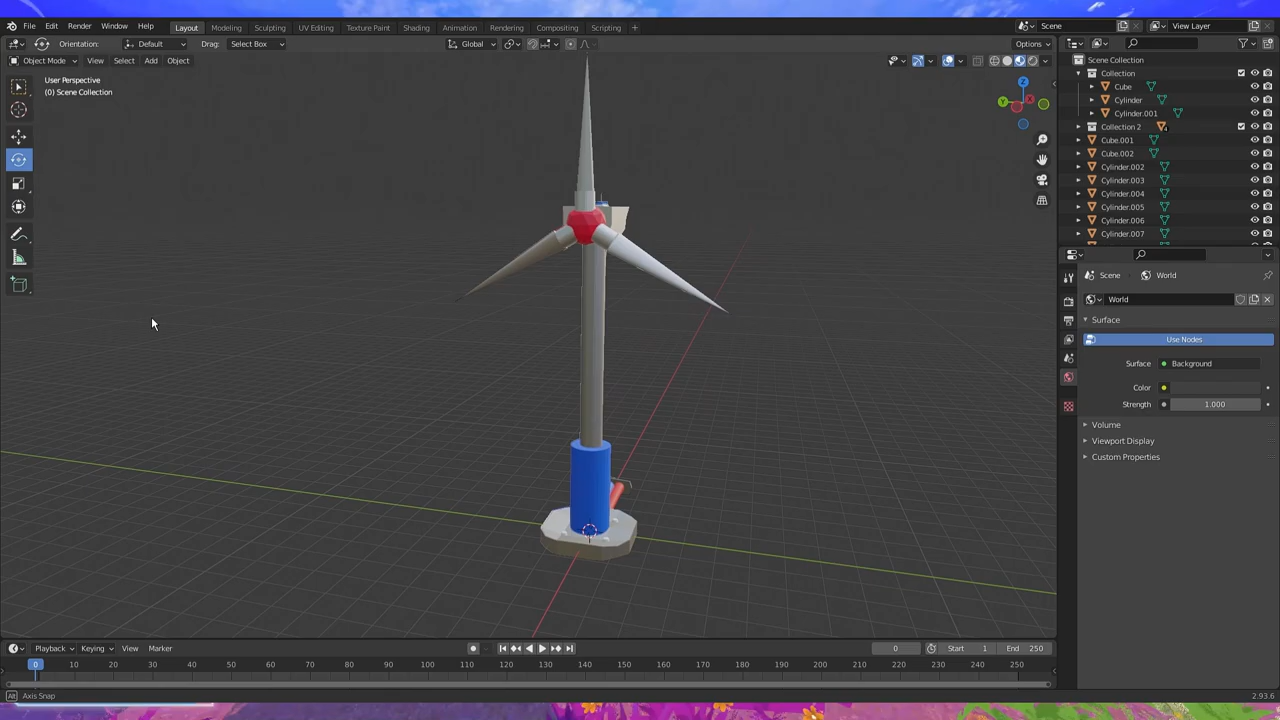 File Edit Render Window Help Layout Modeling Sculpting UV Editing Texture Paint Shading Animation Rendering Compositing Scripting + Scene View Layer
Orientation: Default Drag: Select Box Global Options
Object Mode View Select Add Object
User Perspective
(0) Scene Collection
Scene Collection
Collection
Cube
Cylinder
Cylinder.001
Collection 2 4
Cube.001
Cube.002
Cylinder.002
Cylinder.003
Cylinder.004
Cylinder.005
Cylinder.006
Cylinder.007
Z
Y X
Scene World
World
Surface
Use Nodes
Surface Background
Color
Strength 1.000
Volume
Viewport Display
Custom Properties
Playback Keying View Marker 0 Start 1 End 250
0 10 20 30 40 50 60 70 80 90 100 110 120 130 140 150 160 170 180 190 200 210 220 230 240 250
Alt Axis Snap 2.93.6